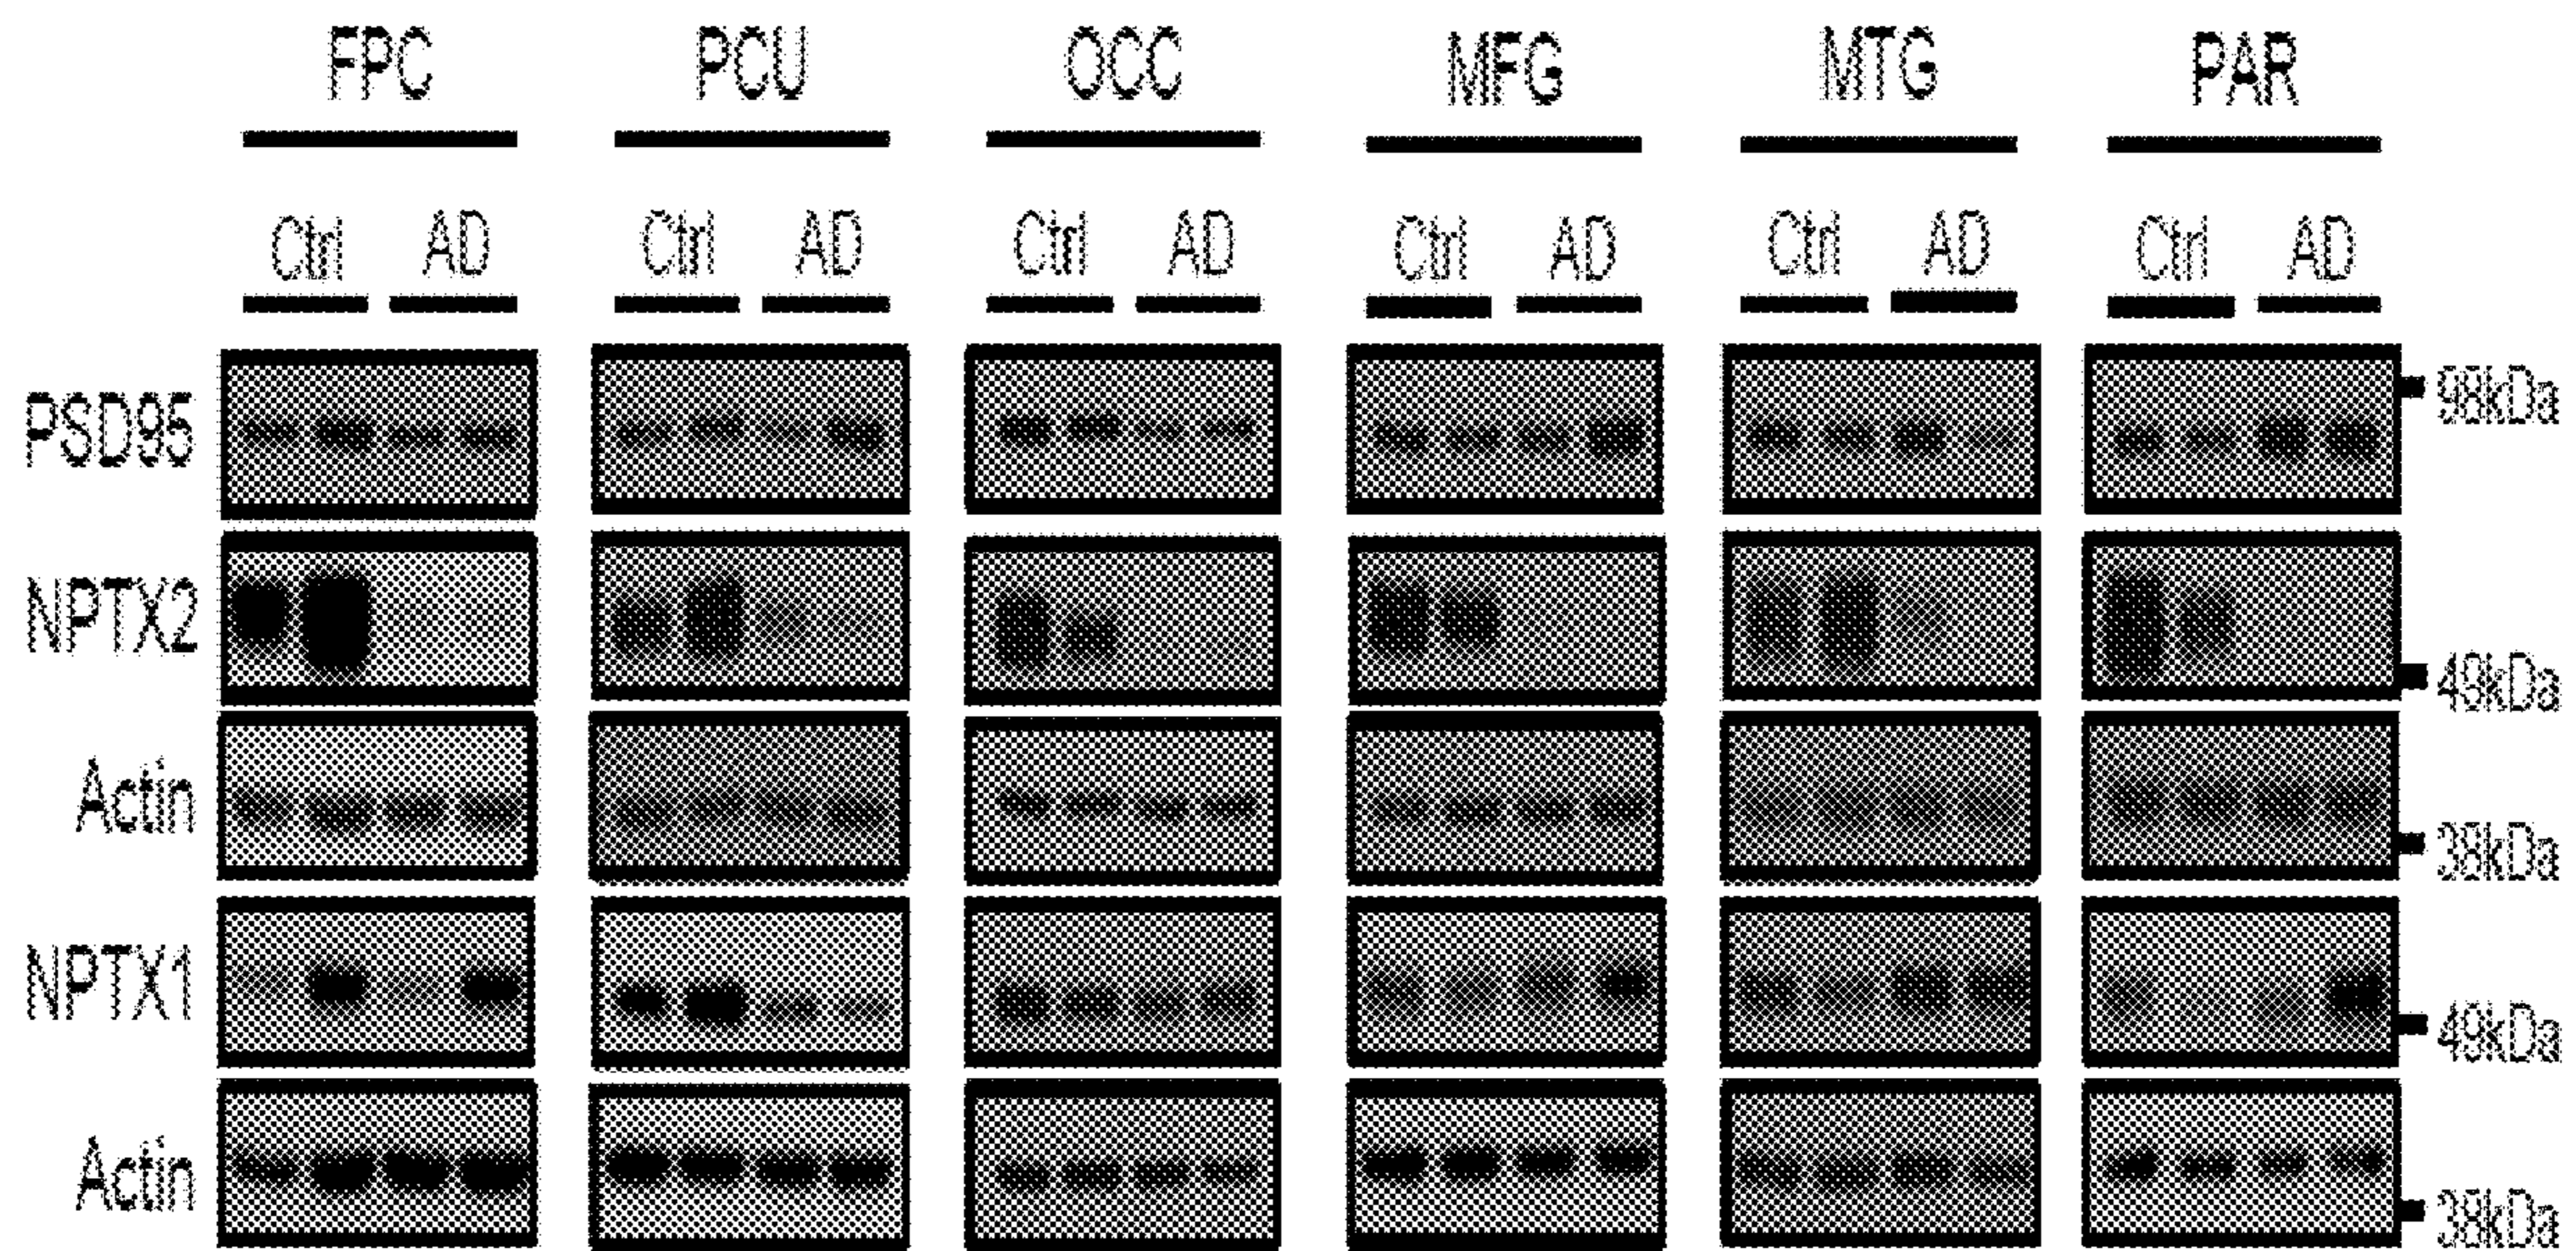 FPC PCU OCC MFG MTG PAR
Ctrl AD Ctrl AD Ctrl AD Ctrl AD Ctrl AD Ctrl AD
PSD95 98kDa
NPTX2 49kDa
Actin 38kDa
NPTX1 49kDa
Actin 38kDa